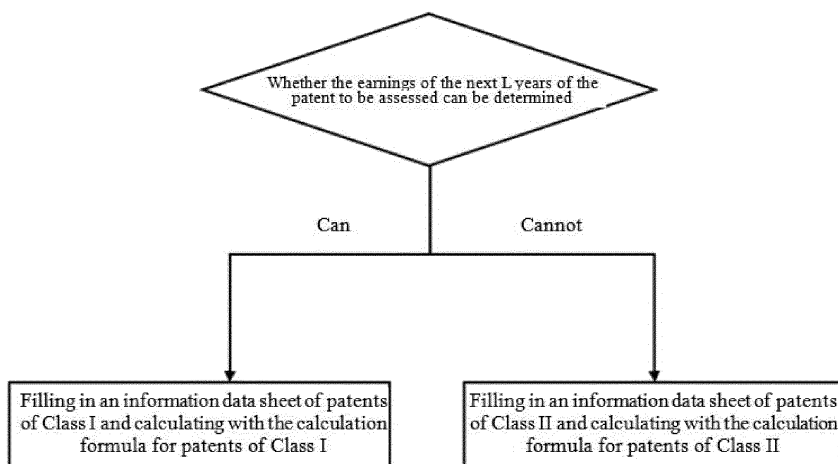 Whether the earnings of the next L years of the
patent to be assessed can be determined
Can
Cannot
Filling in an information data sheet of patents
of Class I and calculating with the calculation
formula for patents of Class I
Filling in an information data sheet of patents
of Class II and calculating with the calculation
formula for patents of Class II